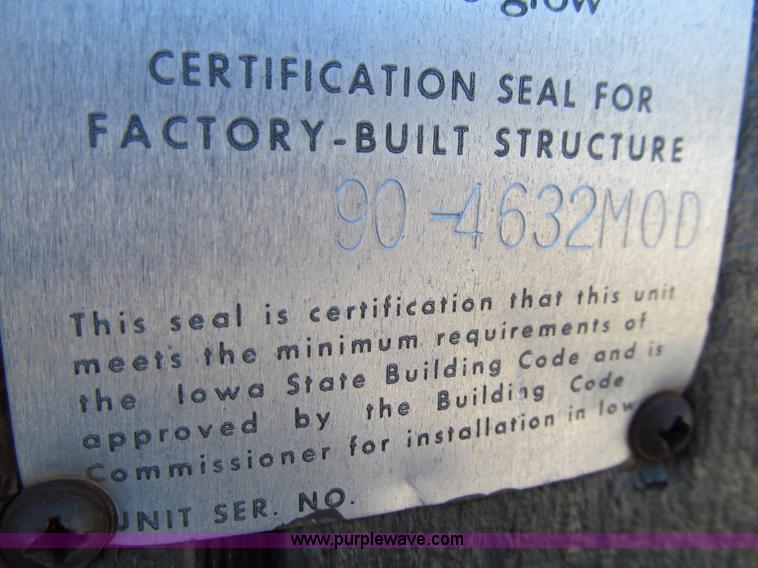 grow
CERTIFICATION SEAL FOR
FACTORY-BUILT STRUCTURE
90-4632MOD
This seal is certification that this unit
meets the minimum requirements of
the Iowa State Building Code and is
approved by the Building Code
Commissioner for installation in Iow
UNIT SER. NO.
www.purplewave.com